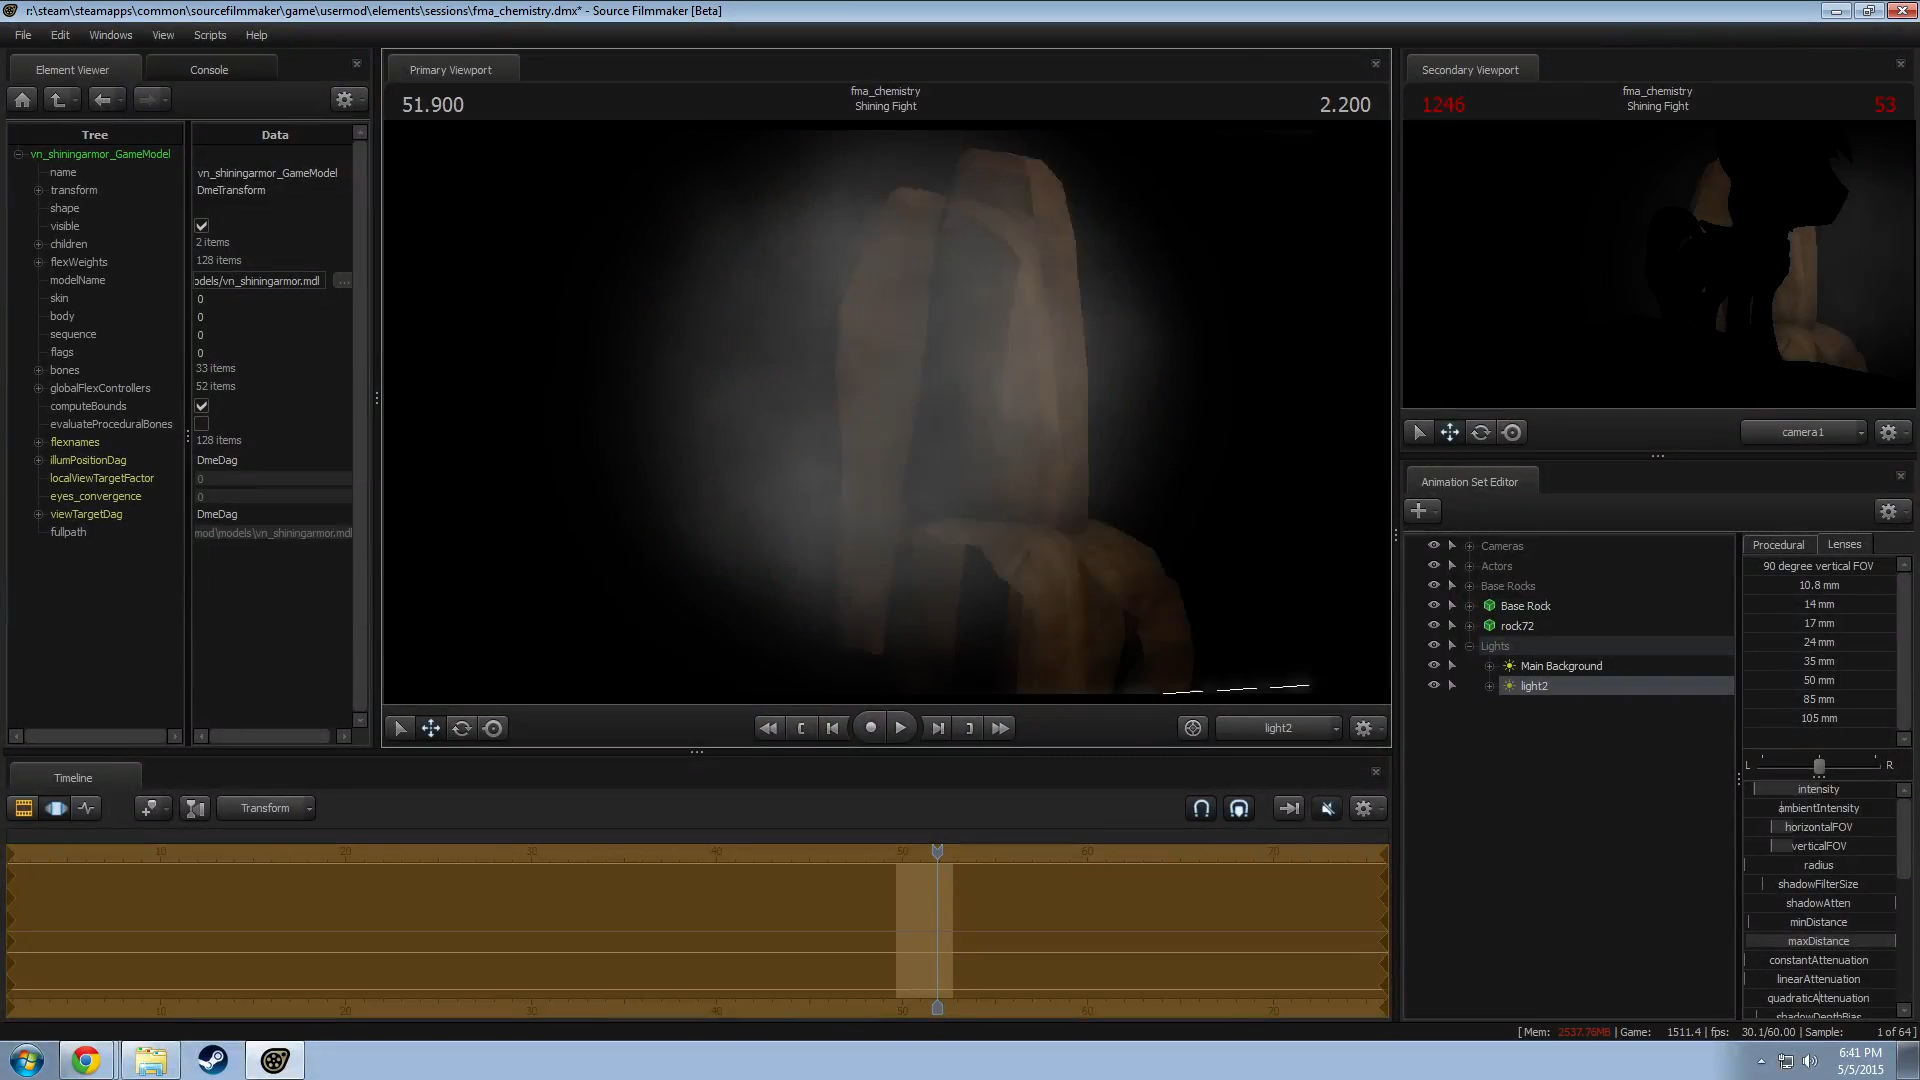 r:\steam\steamapps\common\sourcefilmmaker\game\usermod\elements\sessions\fma_chemistry.dmx* - Source Filmmaker [Beta]
File Edit Windows View Scripts Help
Element Viewer Console
Tree Data
vn_shiningarmor_GameModel
name vn_shiningarmor_GameModel
transform DmeTransform
shape
visible
children 2 items
flexWeights 128 items
modelName odels/vn_shiningarmor.mdl ...
skin 0
body 0
sequence 0
flags 0
bones 33 items
globalFlexControllers 52 items
computeBounds
evaluateProceduralBones
flexnames 128 items
illumPositionDag DmeDag
localViewTargetFactor 0
eyes_convergence 0
viewTargetDag DmeDag
fullpath mod\models\vn_shiningarmor.mdl
Primary Viewport
51.900 fma_chemistry 2.200
Shining Fight
light2
Secondary Viewport
1246 fma_chemistry 53
Shining Fight
camera1
Animation Set Editor
Cameras
Actors
Base Rocks
Base Rock
rock72
Lights
Main Background
light2
Procedural Lenses
90 degree vertical FOV
10.8 mm
14 mm
17 mm
24 mm
35 mm
50 mm
85 mm
105 mm
L R
intensity
ambientIntensity
horizontalFOV
verticalFOV
radius
shadowFilterSize
shadowAtten
minDistance
maxDistance
constantAttenuation
linearAttenuation
quadraticAttenuation
shadowDepthBias
Timeline
Transform
10 20 30 40 50 60 70
10 20 30 40 50 60 70
[ Mem: 2537.76MB | Game: 1511.4 | fps: 30.1/60.00 | Sample: 1 of 64 ]
6:41 PM
5/5/2015